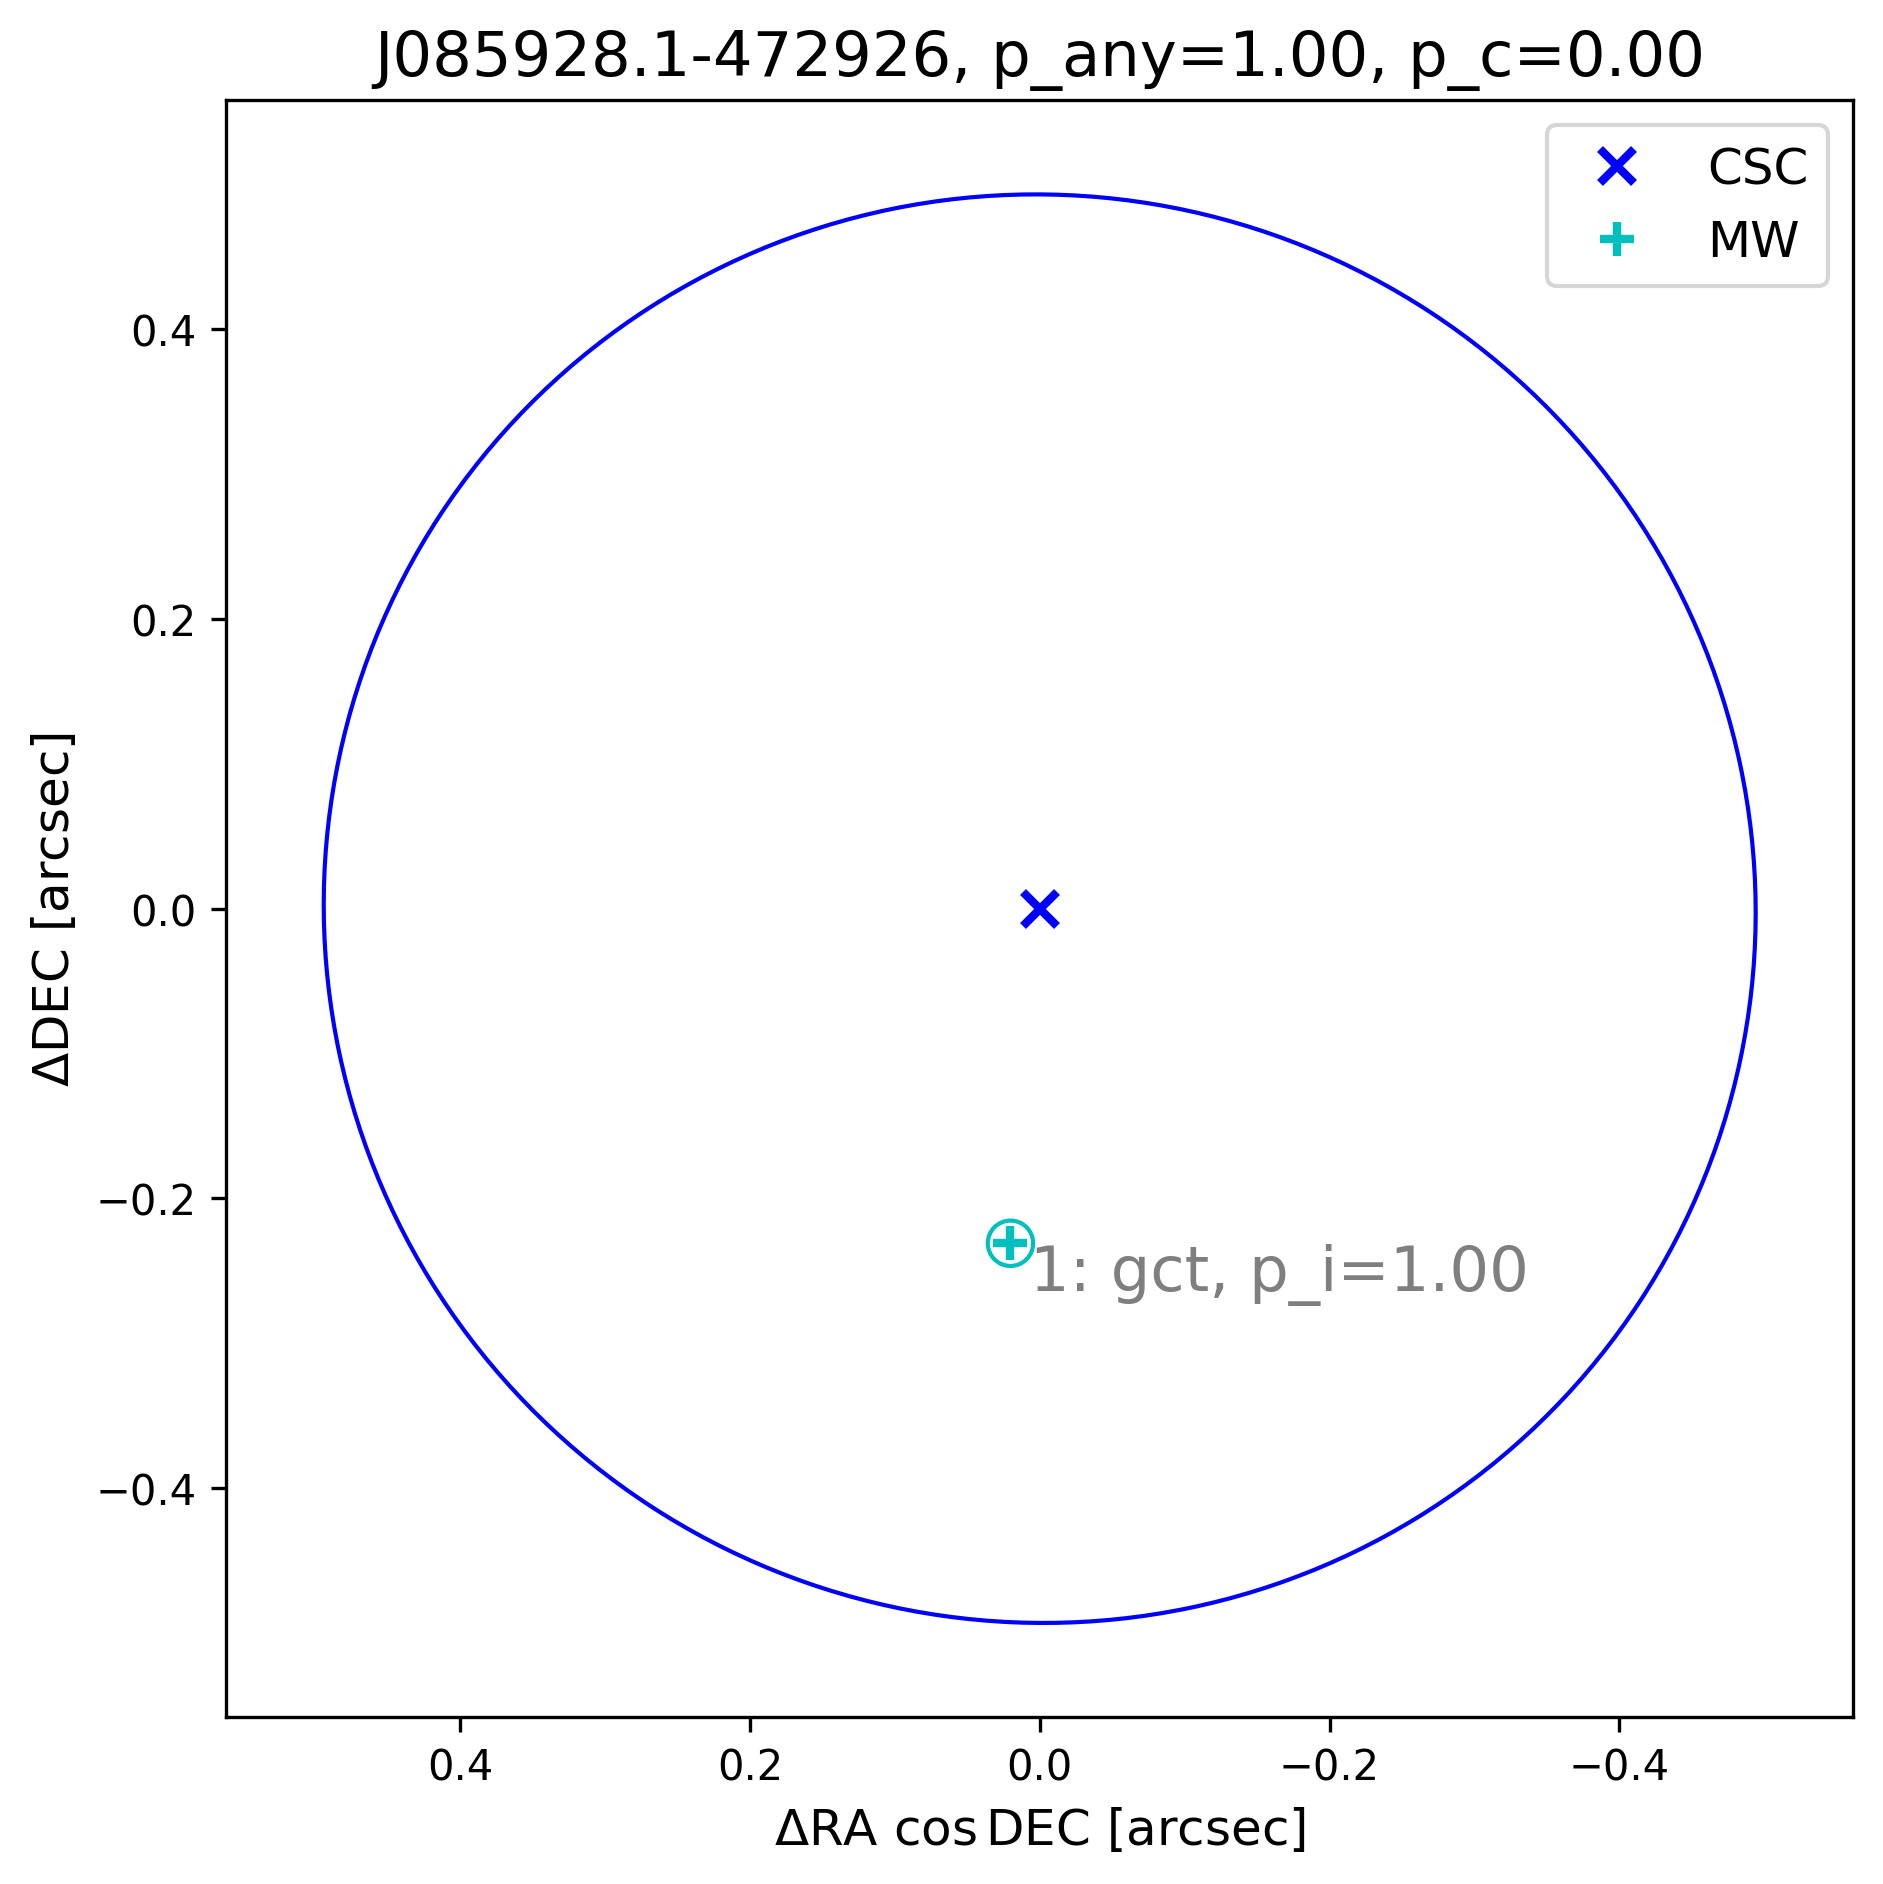 J085928.1-472926, p_any=1.00, p_c=0.00
CSC
MW
0.4
0.2
0.0
−0.2
−0.4
ΔDEC [arcsec]
1: gct, p_i=1.00
0.4 0.2 0.0 −0.2 −0.4
ΔRA cos DEC [arcsec]